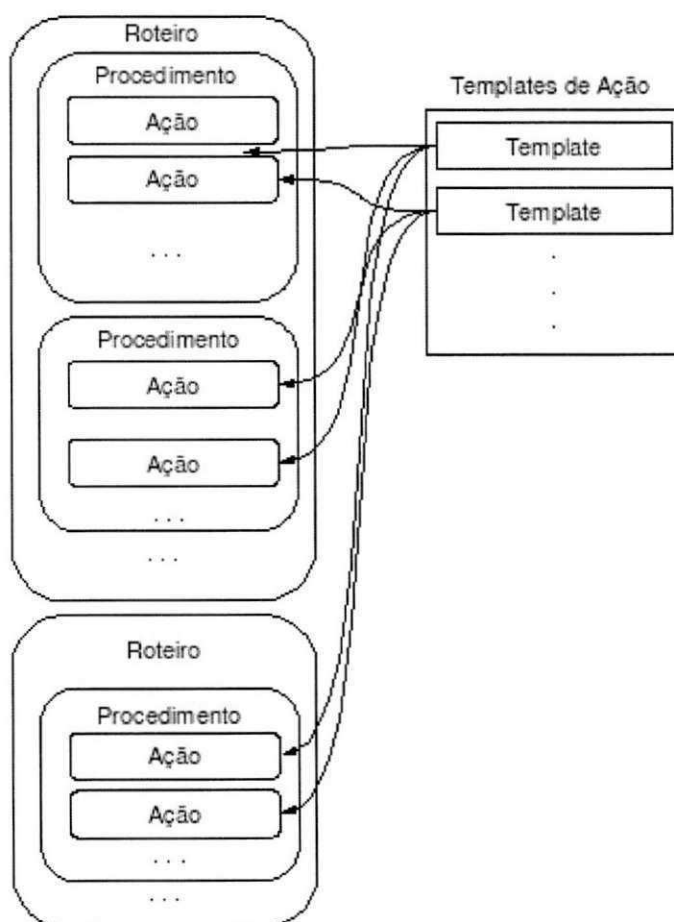 Roteiro
Procedimento
Ação
Ação
. . .
Procedimento
Ação
Ação
. . .
. . .
Roteiro
Procedimento
Ação
Ação
. . .
. . .
Templates de Ação
Template
Template
.
.
.